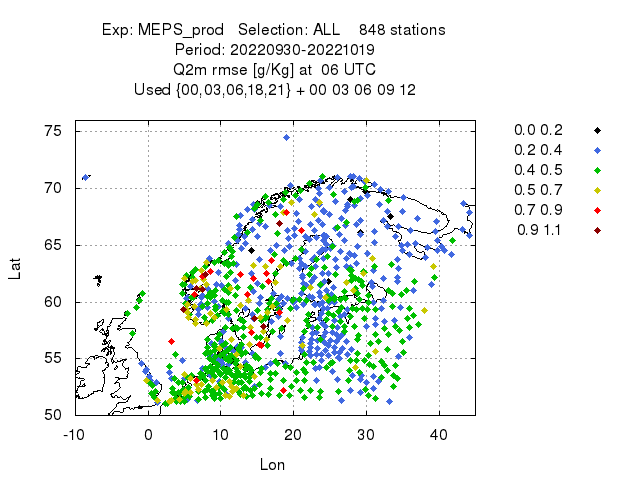 Exp: MEPS_prod   Selection: ALL    848 stations
Period: 20220930-20221019
Q2m rmse [g/Kg] at  06 UTC
Used {00,03,06,18,21} + 00 03 06 09 12
75
70
65
60
55
50
Lat
-10 0 10 20 30 40
Lon
0.0 0.2
0.2 0.4
0.4 0.5
0.5 0.7
0.7 0.9
0.9 1.1